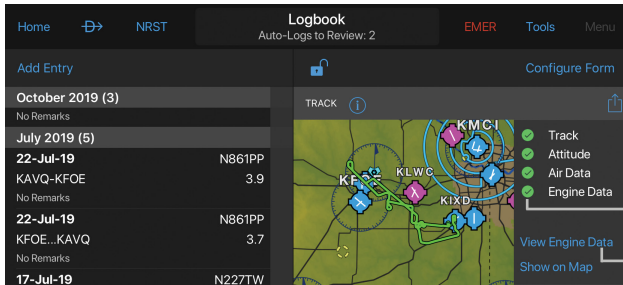 Home
NRST
Logbook
Auto-Logs to Review: 2
EMER
Tools
Menu
Add Entry
Configure Form
October 2019 (3)
No Remarks
July 2019 (5)
22-Jul-19 N861PP
KAVQ-KFOE 3.9
No Remarks
22-Jul-19 N861PP
KFOE...KAVQ 3.7
No Remarks
17-Jul-19 N227TW
TRACK
KMCI
KLWC
KIXD
Track
Attitude
Air Data
Engine Data
View Engine Data
Show on Map